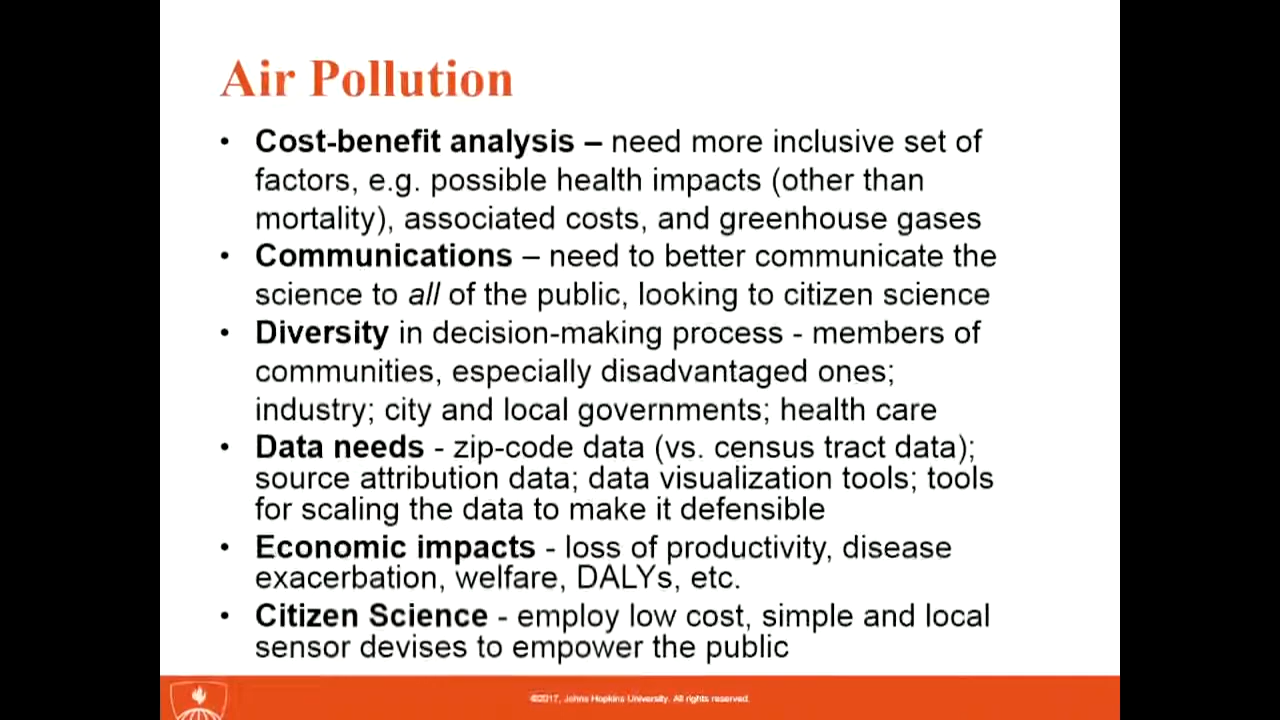 Air Pollution
• Cost-benefit analysis – need more inclusive set of
factors, e.g. possible health impacts (other than
mortality), associated costs, and greenhouse gases
• Communications – need to better communicate the
science to all of the public, looking to citizen science
• Diversity in decision-making process - members of
communities, especially disadvantaged ones;
industry; city and local governments; health care
• Data needs - zip-code data (vs. census tract data);
source attribution data; data visualization tools; tools
for scaling the data to make it defensible
• Economic impacts - loss of productivity, disease
exacerbation, welfare, DALYs, etc.
• Citizen Science - employ low cost, simple and local
sensor devises to empower the public
©2017, Johns Hopkins University. All rights reserved.